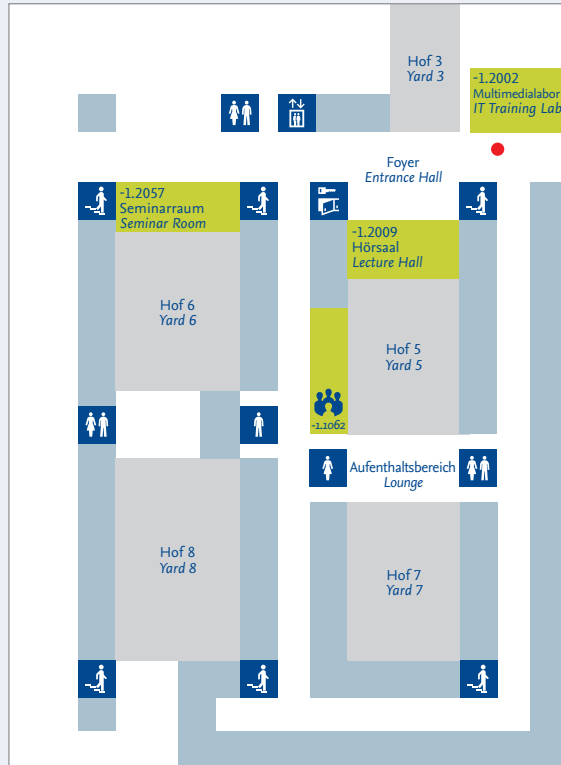 Hof 3
Yard 3
-1.2002
Multimedialabor
IT Training Lab
Foyer
Entrance Hall
-1.2057
Seminarraum
Seminar Room
-1.2009
Hörsaal
Lecture Hall
Hof 6
Yard 6
Hof 5
Yard 5
-1.1062
Aufenthaltsbereich
Lounge
Hof 8
Yard 8
Hof 7
Yard 7